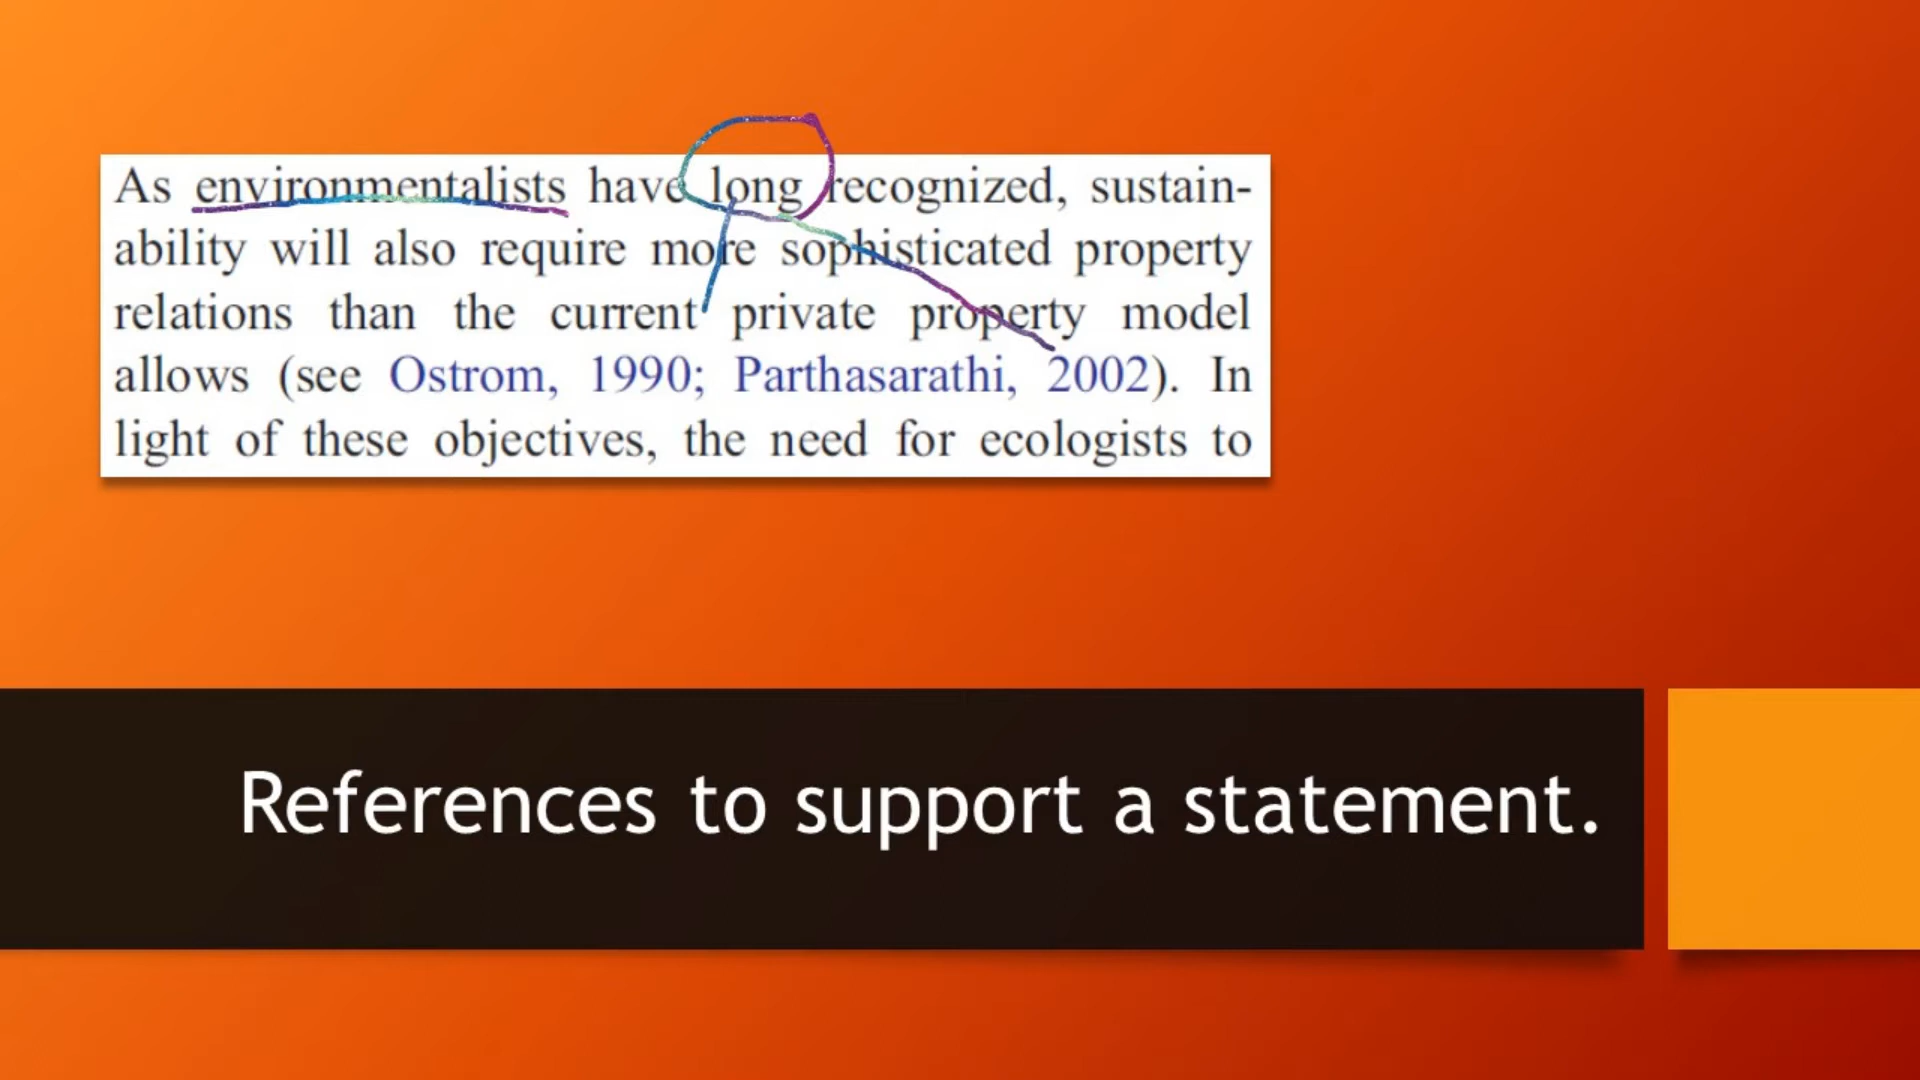 As environmentalists have long recognized, sustain-
ability will also require more sophisticated property
relations than the current private property model
allows (see Ostrom, 1990; Parthasarathi, 2002). In
light of these objectives, the need for ecologists to
References to support a statement.